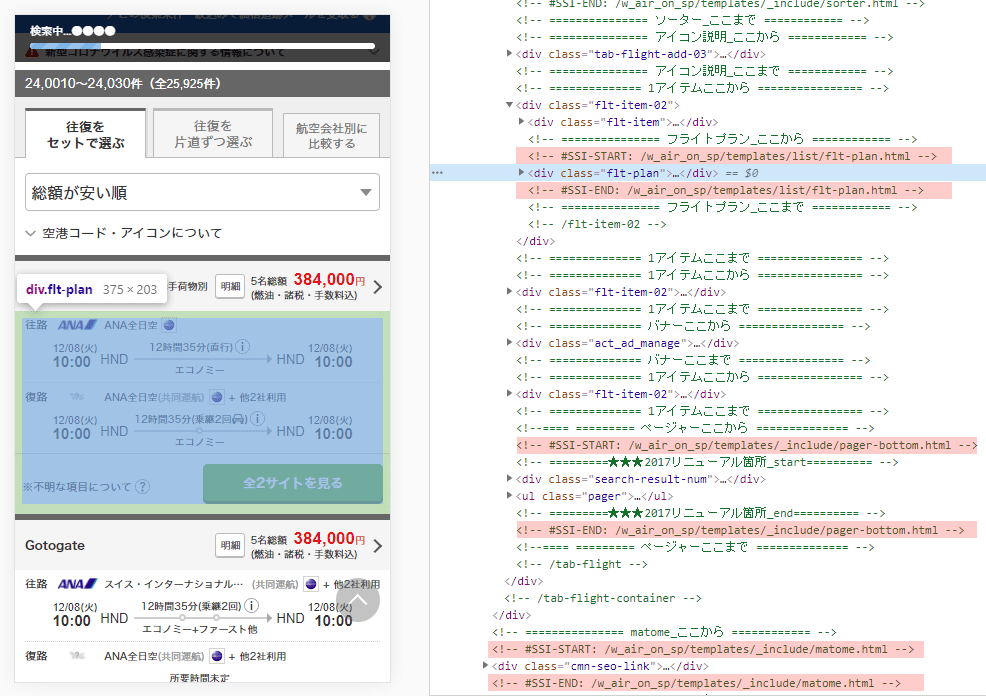 検索中...●●●●
新型コロナウイルス感染症に関する情報について
24,0010～24,030件（全25,925件）
往復を
セットで選ぶ
往復を
片道ずつ選ぶ
航空会社別に
比較する
総額が安い順
空港コード・アイコンについて
手荷物別
明細
5名総額 384,000円
(燃油・諸税・手数料込)
div.flt-plan 375 × 203
往路 ANA ANA全日空
12/08(火)
10:00 HND
12時間35分(直行)
エコノミー
HND
12/08(火)
10:00
復路 ANA全日空(共同運航) + 他2社利用
12/08(火)
10:00 HND
12時間35分(乗継2回)
エコノミー
HND
12/08(火)
10:00
※不明な項目について ?
全2サイトを見る
Gotogate
明細
5名総額 384,000円
(燃油・諸税・手数料込)
往路 ANA スイス・インターナショナル… (共同運航) + 他2社利用
12/08(火)
10:00 HND
12時間35分(乗継2回)
エコノミー+ファースト他
HND
12/08(火)
10:00
復路 ANA全日空(共同運航) + 他2社利用
所要時間未定
<!-- #SSI-END: /w_air_on_sp/templates/_include/sorter.html -->
<!-- =============== ソーター_ここまで ============ -->
<!-- =============== アイコン説明_ここから ============ -->
<div class="tab-flight-add-03">…</div>
<!-- =============== アイコン説明_ここまで ============ -->
<!-- =============== 1アイテムここから ================ -->
<div class="flt-item-02">
<div class="flt-item">…</div>
<!-- =============== フライトプラン_ここから ============ -->
<!-- #SSI-START: /w_air_on_sp/templates/list/flt-plan.html -->
<div class="flt-plan">…</div> == $0
<!-- #SSI-END: /w_air_on_sp/templates/list/flt-plan.html -->
<!-- =============== フライトプラン_ここまで ============ -->
<!-- /flt-item-02 -->
</div>
<!-- =============== 1アイテムここまで ================ -->
<!-- =============== 1アイテムここから ================ -->
<div class="flt-item-02">…</div>
<!-- =============== 1アイテムここまで ================ -->
<!-- =============== バナーここから ================ -->
<div class="act_ad_manage">…</div>
<!-- =============== バナーここまで ================ -->
<!-- =============== 1アイテムここから ================ -->
<div class="flt-item-02">…</div>
<!-- =============== 1アイテムここまで ================ -->
<!--==== ========= ページャーここから ============== -->
<!-- #SSI-START: /w_air_on_sp/templates/_include/pager-bottom.html -->
<!-- =========★★★2017リニューアル箇所_start========== -->
<div class="search-result-num">…</div>
<ul class="pager">…</ul>
<!-- =========★★★2017リニューアル箇所_end========== -->
<!-- #SSI-END: /w_air_on_sp/templates/_include/pager-bottom.html -->
<!--==== ========= ページャーここまで ============== -->
<!-- /tab-flight -->
</div>
<!-- /tab-flight-container -->
</div>
<!-- =============== matome_ここから ============ -->
<!-- #SSI-START: /w_air_on_sp/templates/_include/matome.html -->
<div class="cmn-seo-link">…</div>
<!-- #SSI-END: /w_air_on_sp/templates/_include/matome.html -->